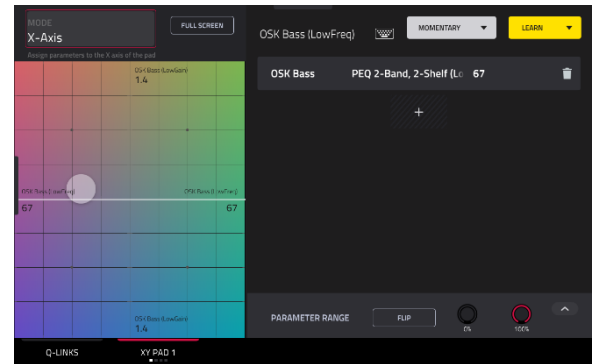 MODE
X-Axis
FULL SCREEN
Assign parameters to the X axis of the pad
OSK Bass (LowFreq)
MOMENTARY
LEARN
OSK Bass PEQ 2-Band, 2-Shelf (Lo 67
+
OSK Bass (LowGain)
1.4
OSK Bass (LowFreq) OSK Bass (LowFreq)
67 67
OSK Bass (LowGain)
1.4
PARAMETER RANGE FLIP
0% 100%
Q-LINKS XY PAD 1